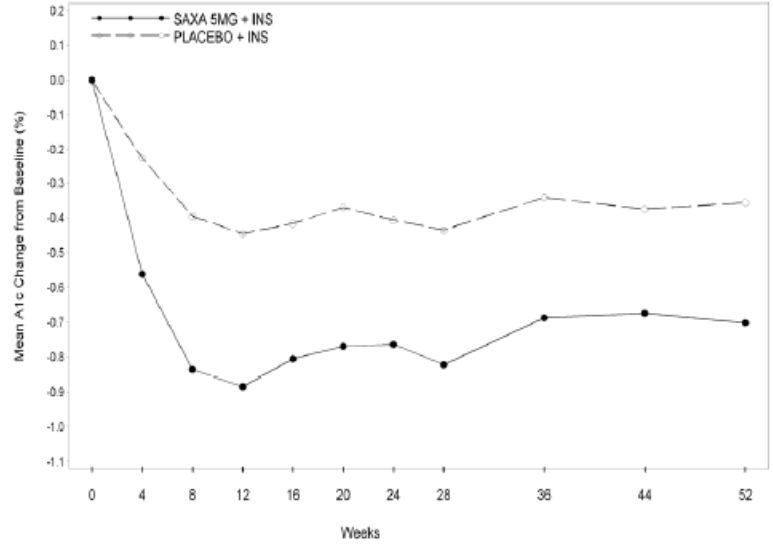 SAXA 5MG + INS
PLACEBO + INS
0.2
0.1
0.0
-0.1
-0.2
-0.3
-0.4
-0.5
-0.6
-0.7
-0.8
-0.9
-1.0
-1.1
Mean A1c Change from Baseline (%)
0 4 8 12 16 20 24 28 36 44 52
Weeks